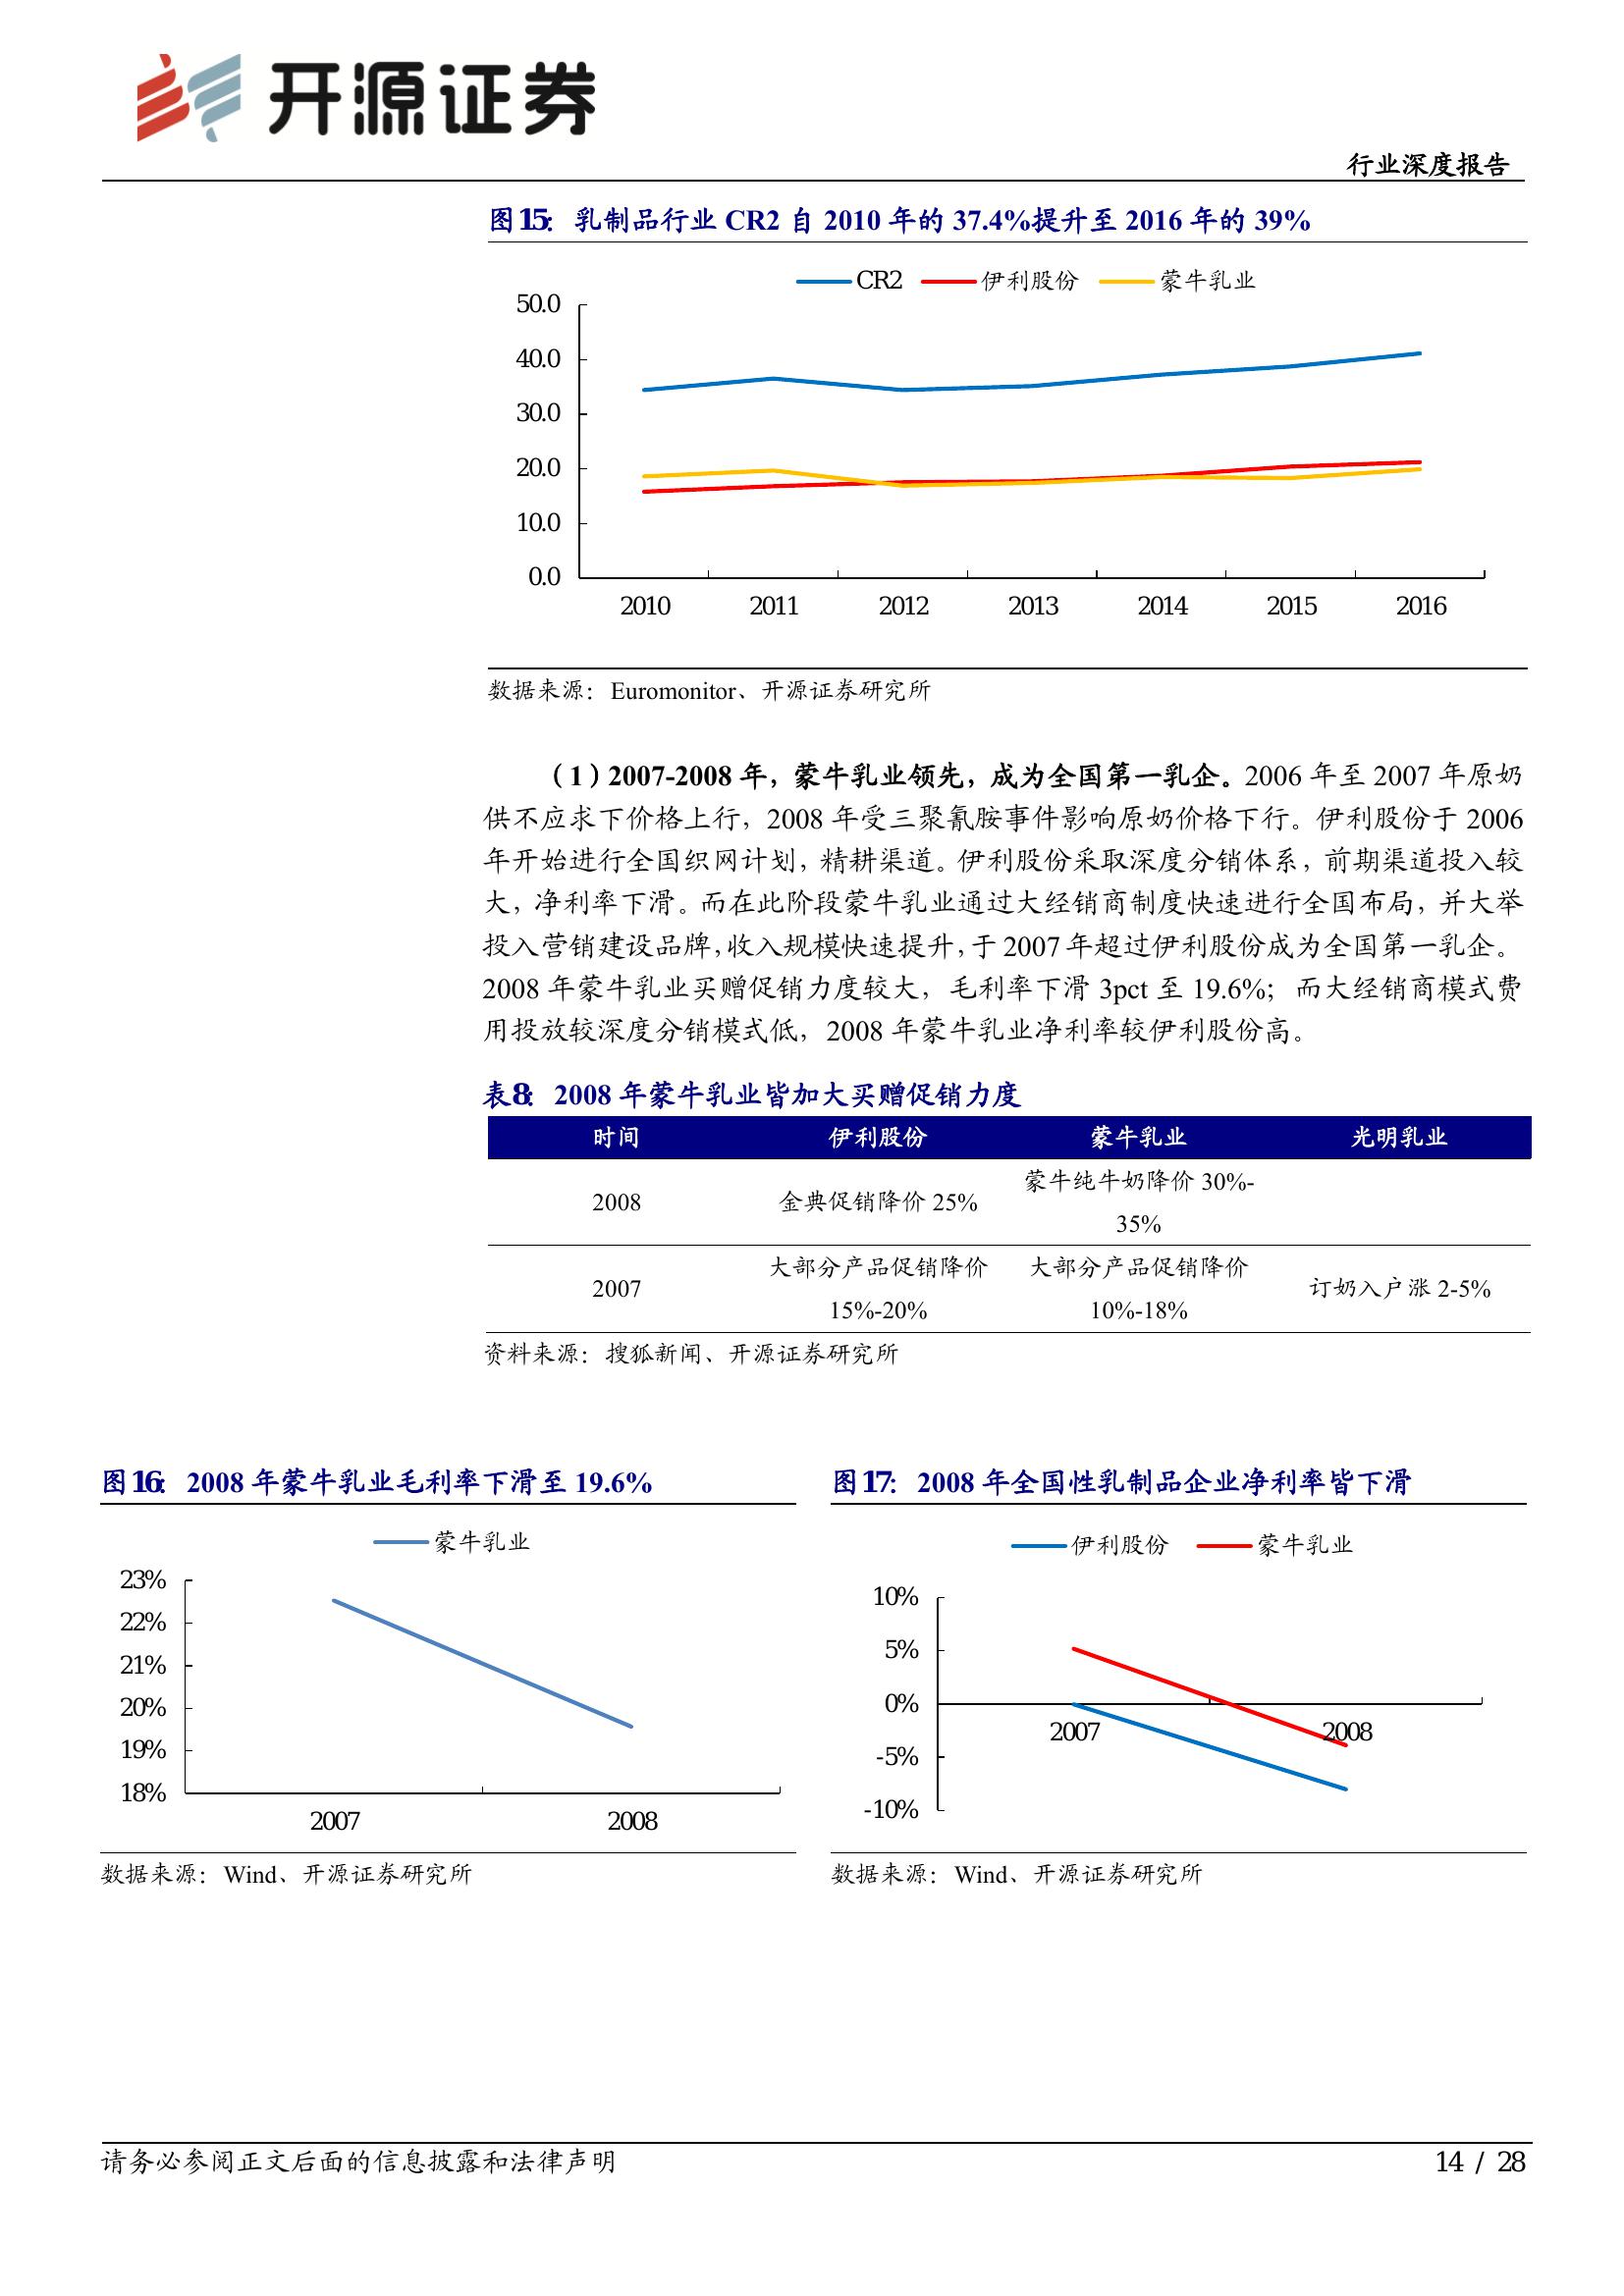 开源证券
行业深度报告
图15：乳制品行业 CR2 自 2010 年的 37.4%提升至 2016 年的 39%
CR2 伊利股份 蒙牛乳业
50.0
40.0
30.0
20.0
10.0
0.0
2010 2011 2012 2013 2014 2015 2016
数据来源：Euromonitor、开源证券研究所
（1）2007-2008 年，蒙牛乳业领先，成为全国第一乳企。2006 年至 2007 年原奶
供不应求下价格上行，2008 年受三聚氰胺事件影响原奶价格下行。伊利股份于 2006
年开始进行全国织网计划，精耕渠道。伊利股份采取深度分销体系，前期渠道投入较
大，净利率下滑。而在此阶段蒙牛乳业通过大经销商制度快速进行全国布局，并大举
投入营销建设品牌，收入规模快速提升，于 2007 年超过伊利股份成为全国第一乳企。
2008 年蒙牛乳业买赠促销力度较大，毛利率下滑 3pct 至 19.6%；而大经销商模式费
用投放较深度分销模式低，2008 年蒙牛乳业净利率较伊利股份高。
表8：2008 年蒙牛乳业皆加大买赠促销力度
时间 伊利股份 蒙牛乳业 光明乳业
2008 金典促销降价 25% 蒙牛纯牛奶降价 30%-
35%
2007 大部分产品促销降价 大部分产品促销降价 订奶入户涨 2-5%
15%-20% 10%-18%
资料来源：搜狐新闻、开源证券研究所
图16：2008 年蒙牛乳业毛利率下滑至 19.6%
蒙牛乳业
23%
22%
21%
20%
19%
18%
2007 2008
数据来源：Wind、开源证券研究所
图17：2008 年全国性乳制品企业净利率皆下滑
伊利股份 蒙牛乳业
10%
5%
0%
-5%
-10%
2007 2008
数据来源：Wind、开源证券研究所
请务必参阅正文后面的信息披露和法律声明
14 / 28